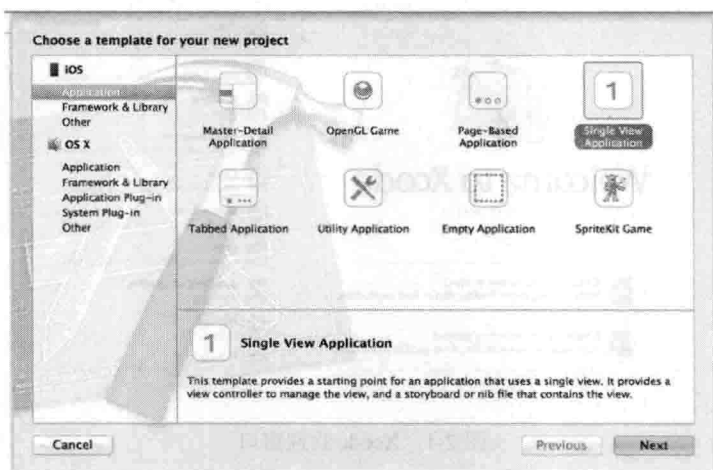 Choose a template for your new project
iOS
Application
Framework & Library
Other
OS X
Application
Framework & Library
Application Plug-in
System Plug-in
Other
Master-Detail
Application
OpenGL Game
Page-Based
Application
1
Single View
Application
Tabbed Application
Utility Application
Empty Application
SpriteKit Game
1
Single View Application
This template provides a starting point for an application that uses a single view. It provides a
view controller to manage the view, and a storyboard or nib file that contains the view.
Cancel
Previous
Next